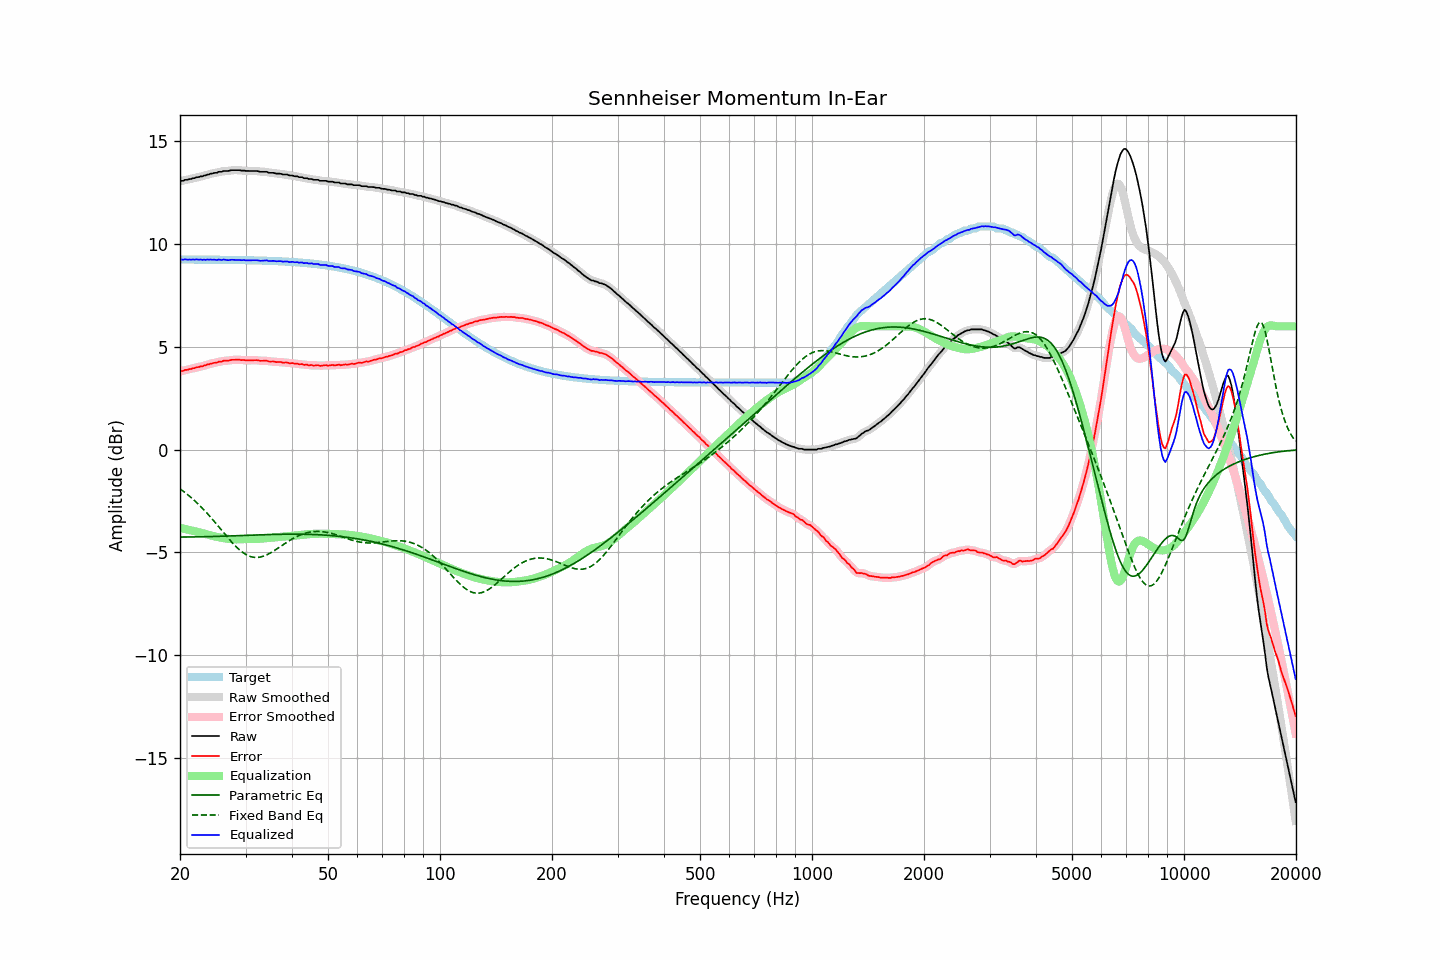 Sennheiser Momentum In-Ear
Amplitude (dBr)
15
10
5
0
−5
−10
−15
Target
Raw Smoothed
Error Smoothed
Raw
Error
Equalization
Parametric Eq
Fixed Band Eq
Equalized
20 50 100 200 500 1000 2000 5000 10000 20000
Frequency (Hz)